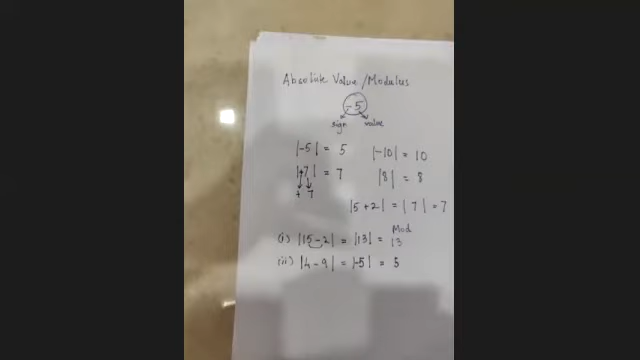 Absolute Value / Modulus
-5
sign value
|-5| = 5 |-10| = 10
|+7| = 7 |8| = 8
+ 7
|5 + 2| = |7| = 7
Mod
(i) |15 - 2| = |13| = 13
(ii) |4 - 9| = |-5| = 5